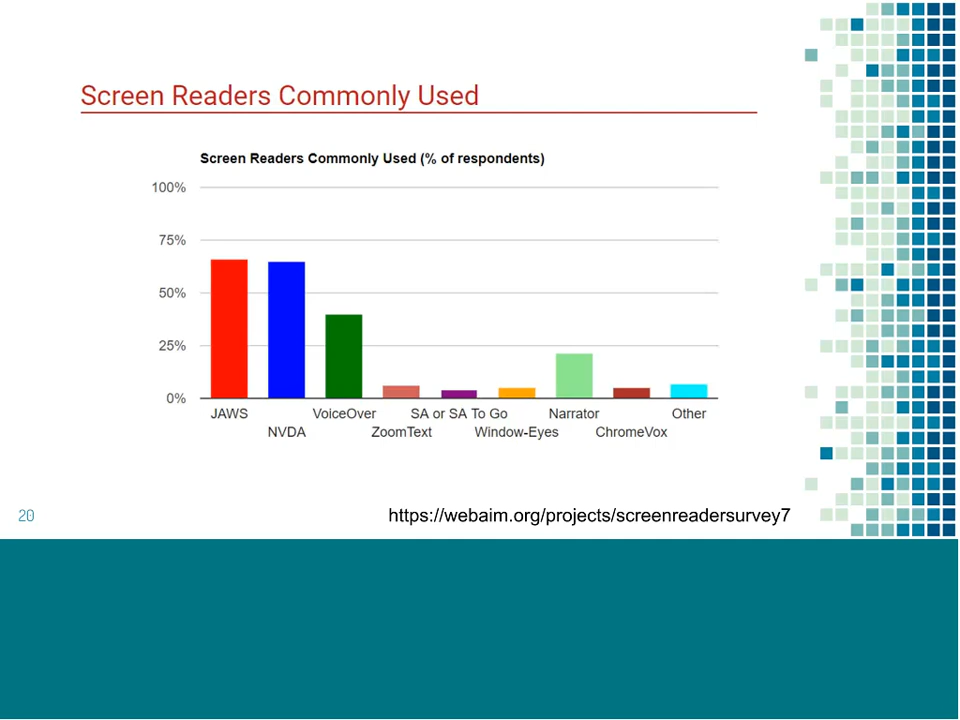 Screen Readers Commonly Used
Screen Readers Commonly Used (% of respondents)
100%
75%
50%
25%
0%
JAWS
NVDA
VoiceOver
ZoomText
SA or SA To Go
Window-Eyes
Narrator
ChromeVox
Other
20
https://webaim.org/projects/screenreadersurvey7